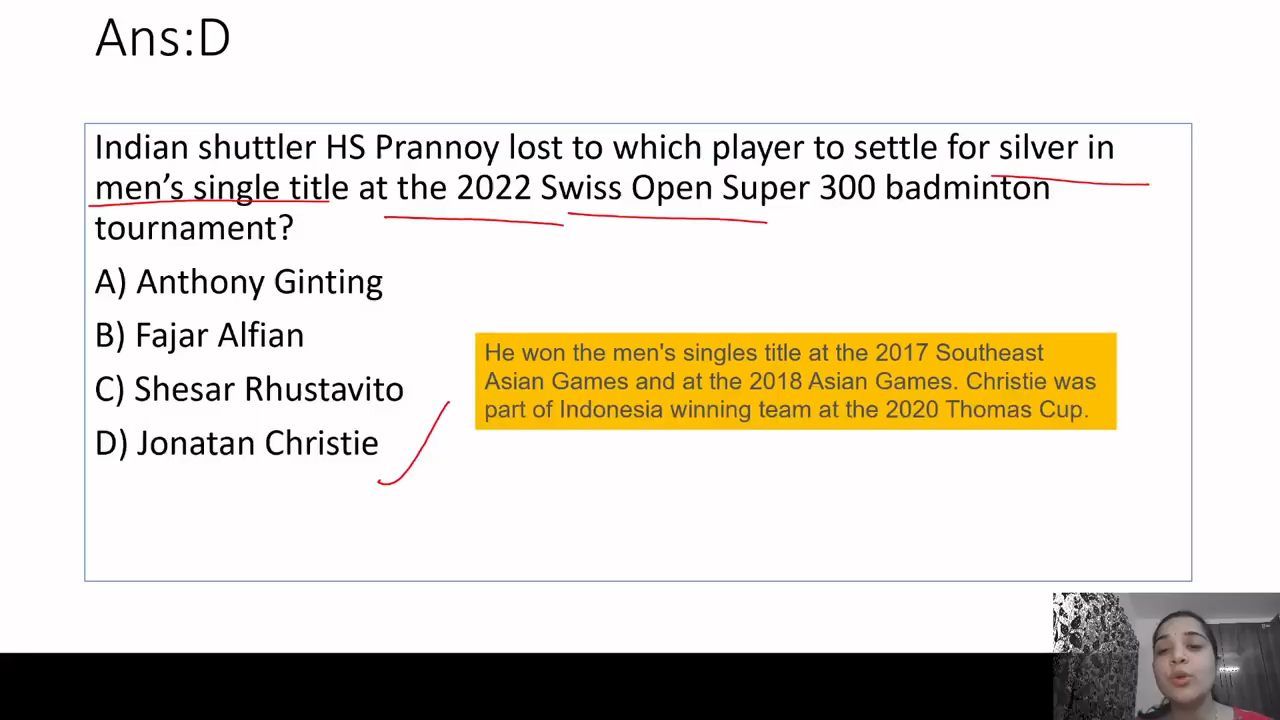 Ans:D
Indian shuttler HS Prannoy lost to which player to settle for silver in
men’s single title at the 2022 Swiss Open Super 300 badminton
tournament?
A) Anthony Ginting
B) Fajar Alfian
C) Shesar Rhustavito
D) Jonatan Christie
He won the men's singles title at the 2017 Southeast
Asian Games and at the 2018 Asian Games. Christie was
part of Indonesia winning team at the 2020 Thomas Cup.